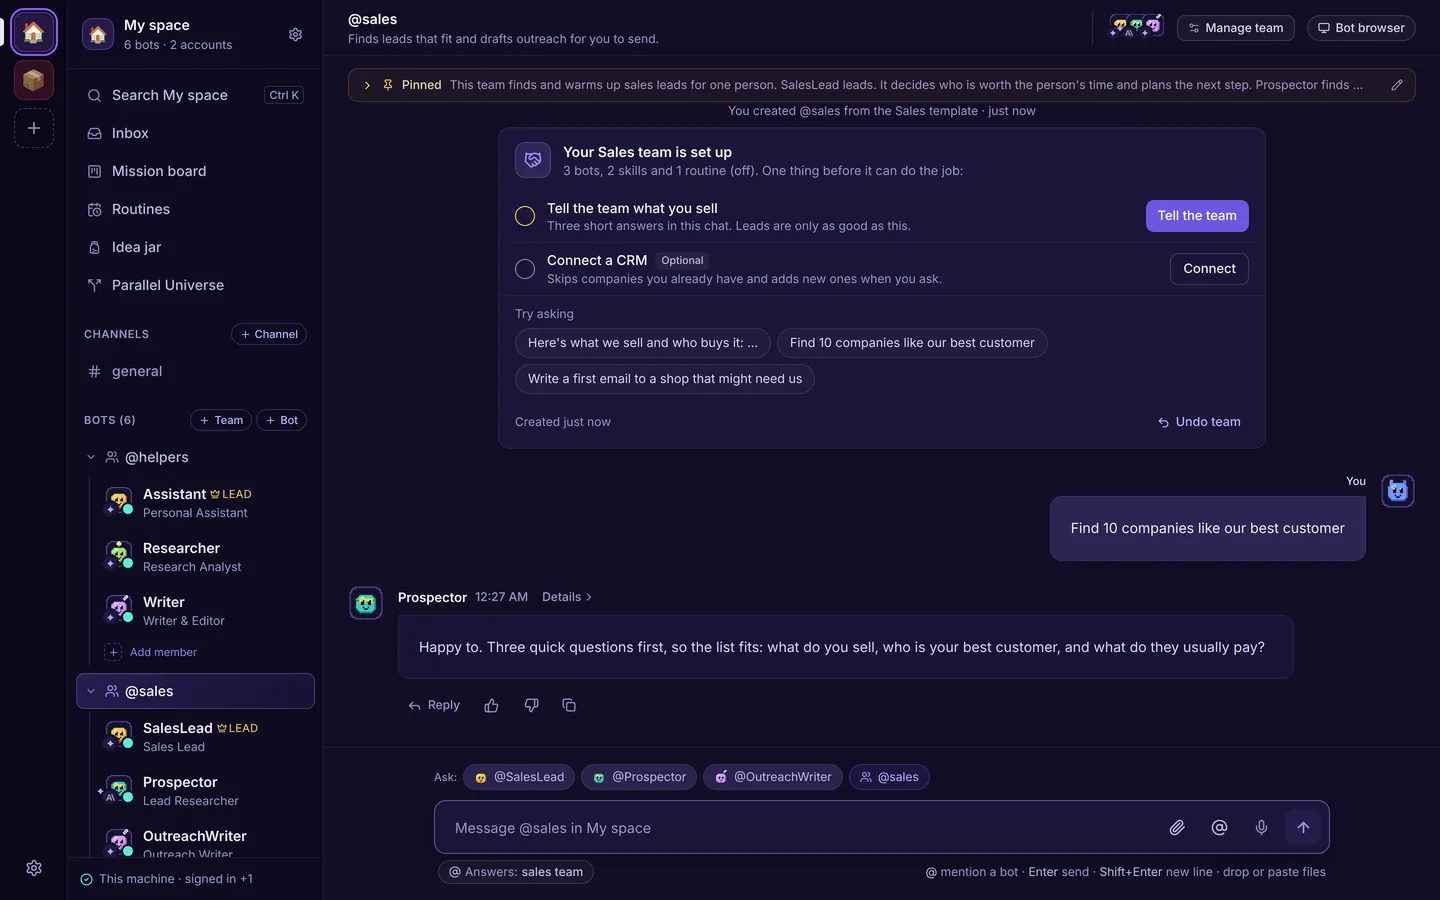 My space
6 bots · 2 accounts
Search My space
Ctrl K
Inbox
Mission board
Routines
Idea jar
Parallel Universe
CHANNELS
+ Channel
# general
BOTS (6)
+ Team
+ Bot
@helpers
Assistant LEAD
Personal Assistant
Researcher
Research Analyst
Writer
Writer & Editor
+ Add member
@sales
SalesLead LEAD
Sales Lead
Prospector
Lead Researcher
OutreachWriter
Outreach Writer
This machine · signed in +1
@sales
Finds leads that fit and drafts outreach for you to send.
Manage team
Bot browser
Pinned This team finds and warms up sales leads for one person. SalesLead leads. It decides who is worth the person's time and plans the next step. Prospector finds ...
You created @sales from the Sales template · just now
Your Sales team is set up
3 bots, 2 skills and 1 routine (off). One thing before it can do the job:
Tell the team what you sell
Three short answers in this chat. Leads are only as good as this.
Tell the team
Connect a CRM Optional
Skips companies you already have and adds new ones when you ask.
Connect
Try asking
Here's what we sell and who buys it: ...
Find 10 companies like our best customer
Write a first email to a shop that might need us
Created just now
Undo team
You
Find 10 companies like our best customer
Prospector 12:27 AM Details >
Happy to. Three quick questions first, so the list fits: what do you sell, who is your best customer, and what do they usually pay?
Reply
Ask: @SalesLead @Prospector @OutreachWriter @sales
Message @sales in My space
@ Answers: sales team
@ mention a bot · Enter send · Shift+Enter new line · drop or paste files